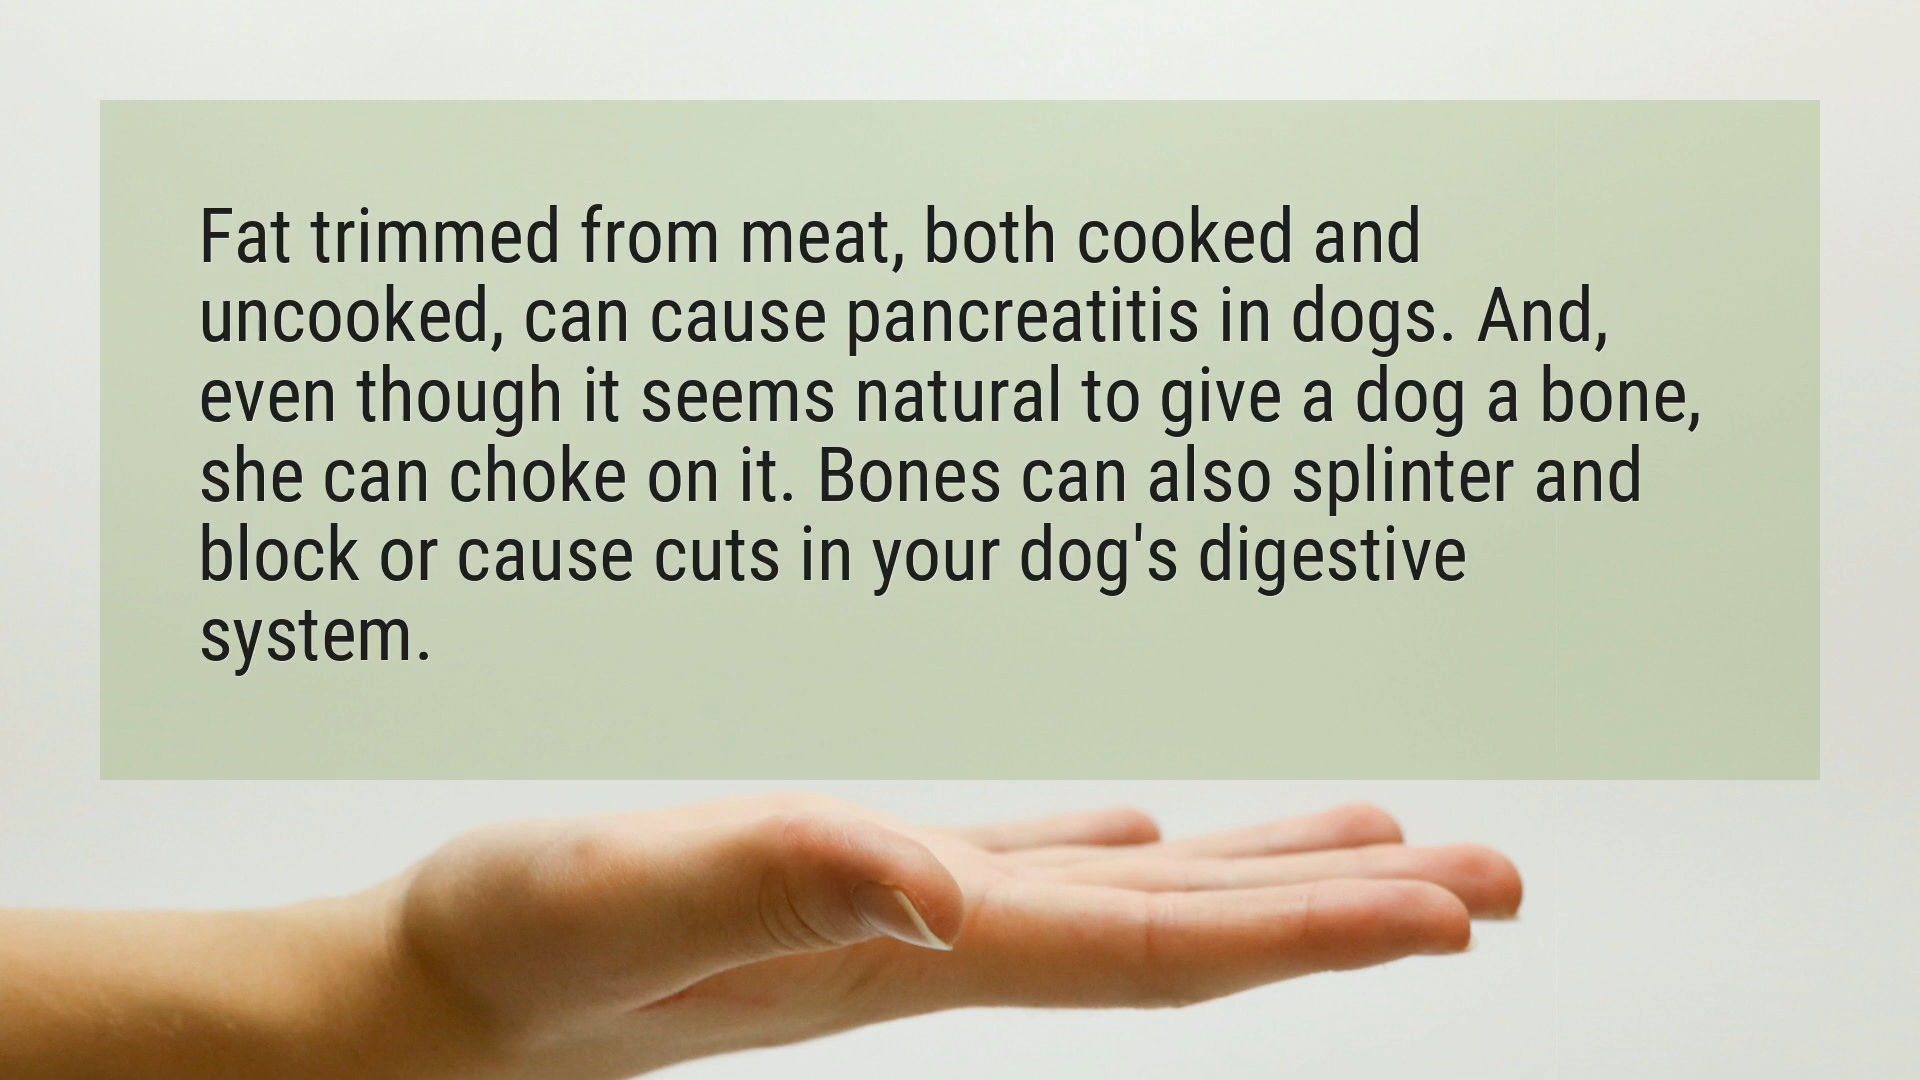 Fat trimmed from meat, both cooked and
uncooked, can cause pancreatitis in dogs. And,
even though it seems natural to give a dog a bone,
she can choke on it. Bones can also splinter and
block or cause cuts in your dog's digestive
system.